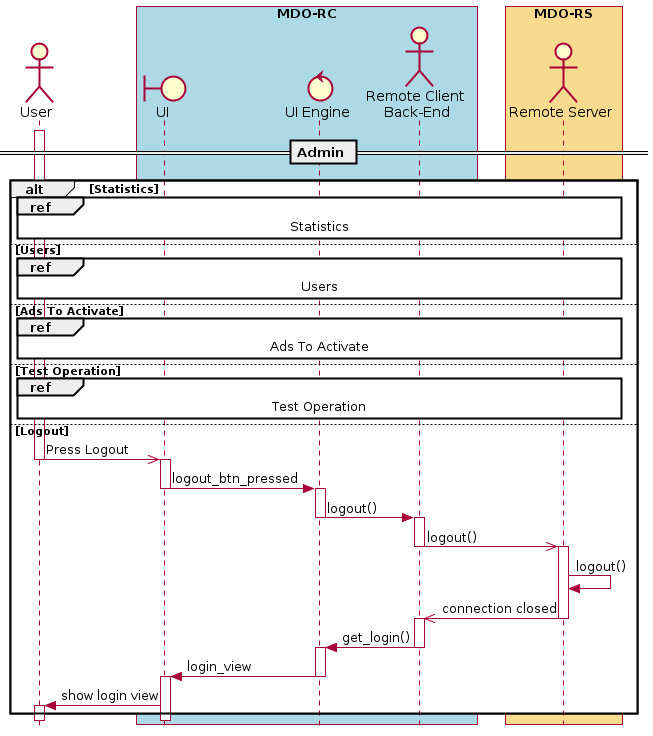 MDO-RC
MDO-RS
User
UI
UI Engine
Remote Client
Back-End
Remote Server
Admin
alt
[Statistics]
ref
Statistics
[Users]
ref
Users
[Ads To Activate]
ref
Ads To Activate
[Test Operation]
ref
Test Operation
[Logout]
Press Logout
logout_btn_pressed
logout()
logout()
logout()
connection closed
get_login()
login_view
show login view